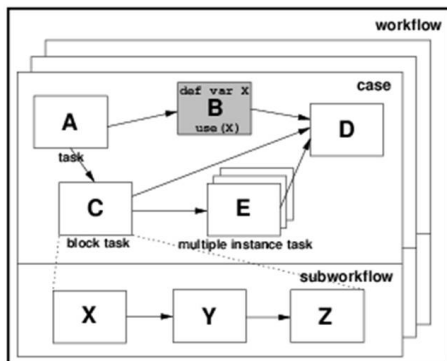 workflow
case
def var X
A
B
use(X)
D
task
C
E
block task
multiple instance task
subworkflow
X
Y
Z